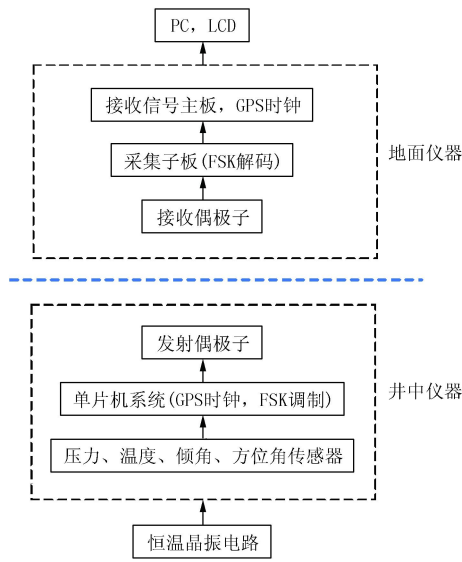 PC, LCD
接收信号主板, GPS时钟
采集子板(FSK解码)
地面仪器
接收偶极子
发射偶极子
单片机系统(GPS时钟, FSK调制)
井中仪器
压力、温度、倾角、方位角传感器
恒温晶振电路